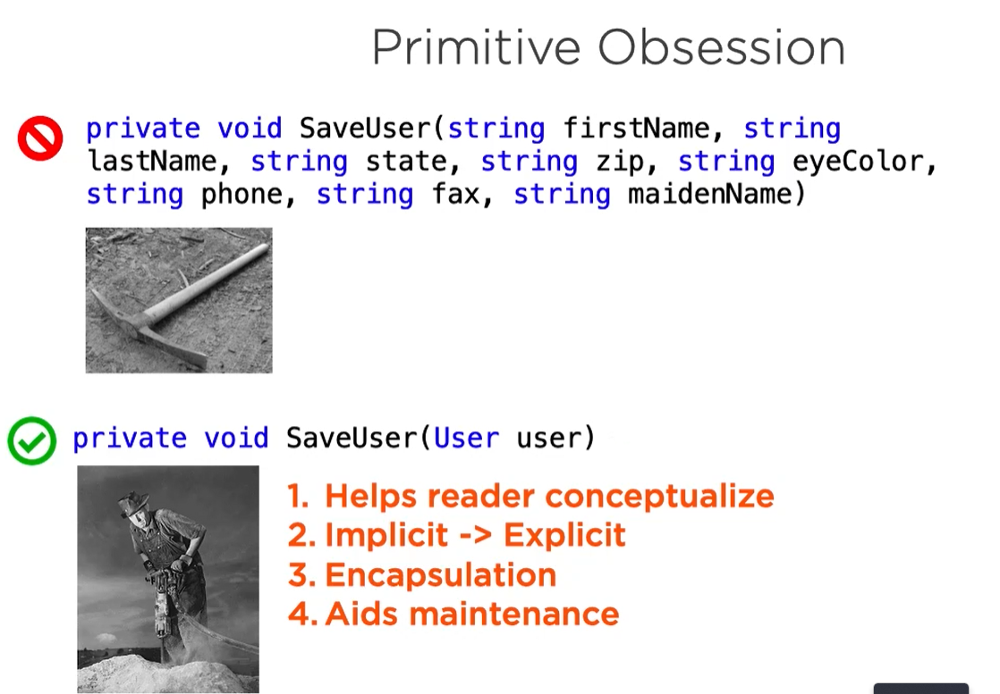 Primitive Obsession
private void SaveUser(string firstName, string
lastName, string state, string zip, string eyeColor,
string phone, string fax, string maidenName)
private void SaveUser(User user)
1. Helps reader conceptualize
2. Implicit -> Explicit
3. Encapsulation
4. Aids maintenance